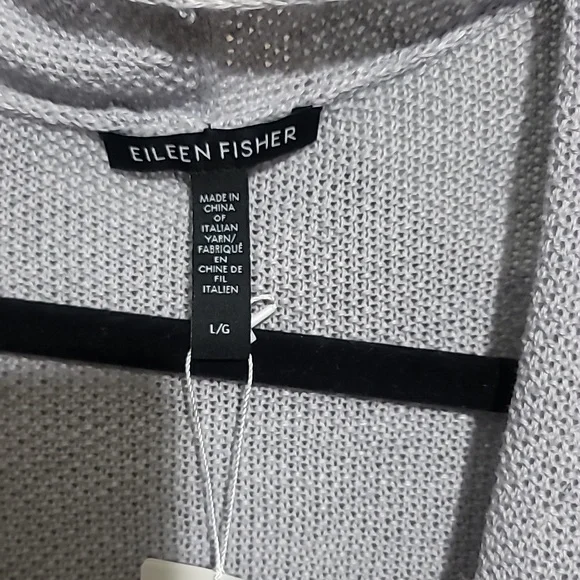 EILEEN FISHER
MADE IN
CHINA
OF
ITALIAN
YARN/
FABRIQUÉ
EN
CHINE DE
FIL
ITALIEN
L/G